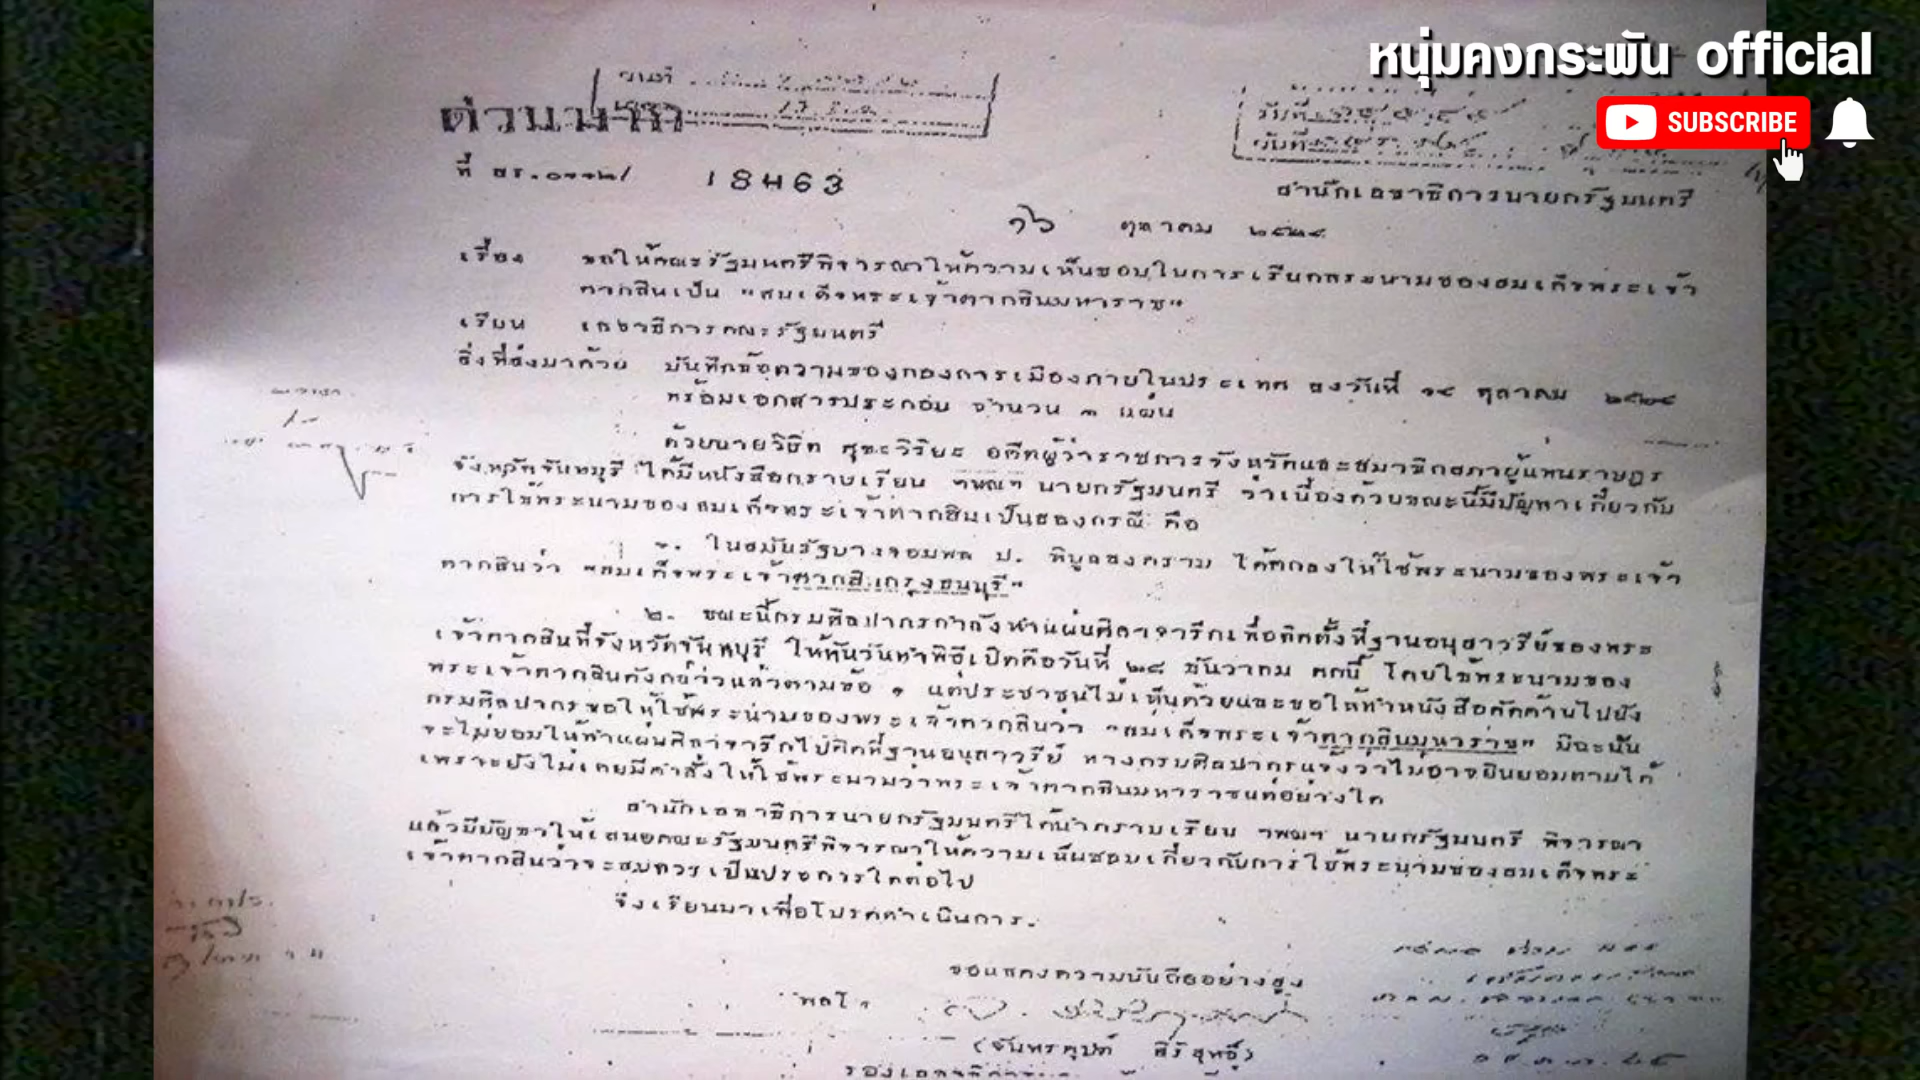 หนุ่มคงกระพัน official
SUBSCRIBE
ด่วนมาก
วันที่
วันที่
ที่ สร.๐๑๑๒/ 18463
สำนักเลขาธิการนายกรัฐมนตรี
๑๖ ตุลาคม ๒๕๒๔
เรื่อง ขอให้คณะรัฐมนตรีพิจารณาให้ความเห็นชอบในการเรียกพระนามของสมเด็จพระเจ้า
ตากสินเป็น "สมเด็จพระเจ้าตากสินมหาราช"
เรียน เลขาธิการคณะรัฐมนตรี
สิ่งที่ส่งมาด้วย บันทึกข้อความของกองการเมืองภายในประเทศ ลงวันที่ ๑๔ ตุลาคม ๒๕๒๔
พร้อมเอกสารประกอบ จำนวน ๓ แผ่น
ด้วยนายวิชิต สุขะวิริยะ อดีตผู้ว่าราชการจังหวัดและสมาชิกสภาผู้แทนราษฎร
จังหวัดจันทบุรี ได้มีหนังสือกราบเรียน ฯพณฯ นายกรัฐมนตรี ว่าเนื่องด้วยขณะนี้มีปัญหาเกี่ยวกับ
การใช้พระนามของสมเด็จพระเจ้าตากสินเป็นสองกรณี คือ
๑. ในสมัยรัฐบาลจอมพล ป. พิบูลสงคราม ได้ตกลงให้ใช้พระนามของพระเจ้า
ตากสินว่า "สมเด็จพระเจ้าตากสินกรุงธนบุรี"
๒. ขณะนี้กรมศิลปากรกำลังทำแผ่นศิลาจารึกเพื่อติดตั้งที่ฐานอนุสาวรีย์ของพระ
เจ้าตากสินที่จังหวัดจันทบุรี ให้ทันวันทำพิธีเปิดคือวันที่ ๒๘ ธันวาคม ศกนี้ โดยใช้พระนามของ
พระเจ้าตากสินดังกล่าวแล้วตามข้อ ๑ แต่ประชาชนไม่เห็นด้วยและขอให้ทำหนังสือคัดค้านไปยัง
กรมศิลปากรขอให้ใช้พระนามของพระเจ้าตากสินว่า "สมเด็จพระเจ้าตากสินมหาราช" มิฉะนั้น
จะไม่ยอมให้ทำแผ่นศิลาจารึกไปติดที่ฐานอนุสาวรีย์ ทางกรมศิลปากรแจ้งว่าไม่อาจยินยอมตามได้
เพราะยังไม่เคยมีคำสั่งให้ใช้พระนามว่าพระเจ้าตากสินมหาราชแต่อย่างใด
สำนักเลขาธิการนายกรัฐมนตรีได้นำกราบเรียน ฯพณฯ นายกรัฐมนตรี พิจารณา
แล้วมีบัญชาให้เสนอคณะรัฐมนตรีพิจารณาให้ความเห็นชอบเกี่ยวกับการใช้พระนามของสมเด็จพระ
เจ้าตากสินว่าจะสมควรเป็นประการใดต่อไป
จึงเรียนมาเพื่อโปรดดำเนินการ.
ขอแสดงความนับถืออย่างสูง
พลโท
(จันทรคุปต์ สิริสุทธิ์)